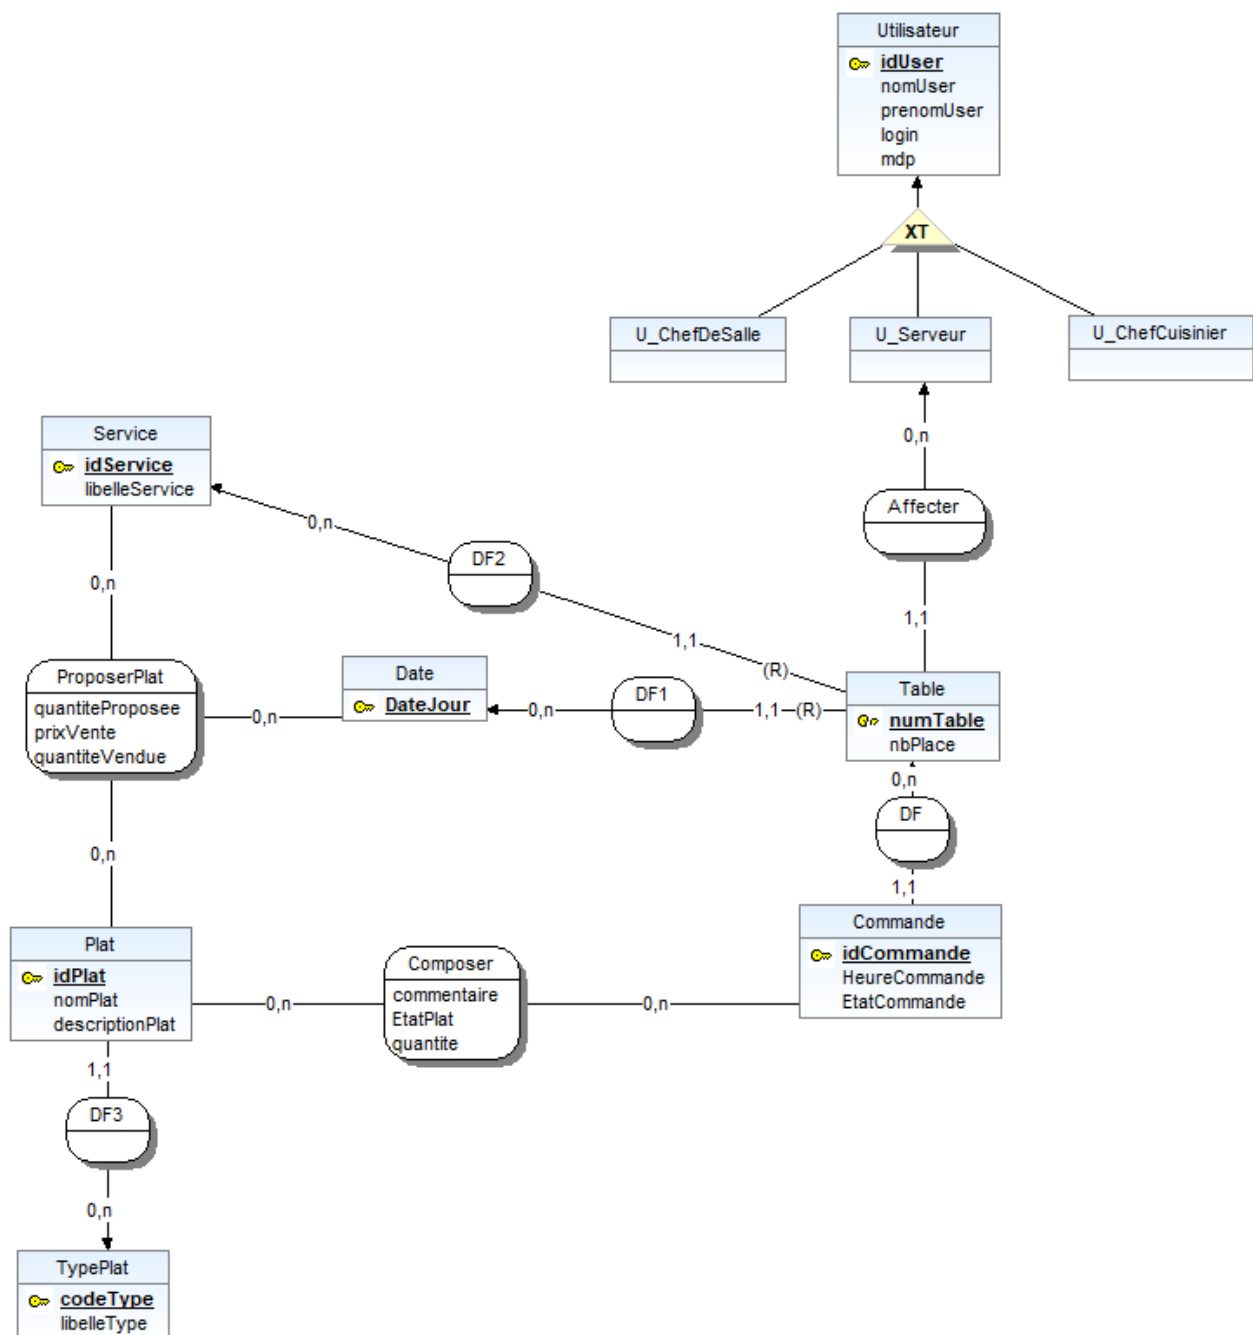 Utilisateur
idUser
nomUser
prenomUser
login
mdp
XT
U_ChefDeSalle
U_Serveur
U_ChefCuisinier
0,n
Service
idService
libelleService
0,n
Affecter
DF2
0,n
1,1
1,1
(R)
ProposerPlat
quantiteProposee
prixVente
quantiteVendue
0,n
Date
DateJour
0,n
DF1
1,1
(R)
Table
numTable
nbPlace
0,n
DF
0,n
1,1
Plat
idPlat
nomPlat
descriptionPlat
0,n
Composer
commentaire
EtatPlat
quantite
0,n
Commande
idCommande
HeureCommande
EtatCommande
1,1
DF3
0,n
TypePlat
codeType
libelleType